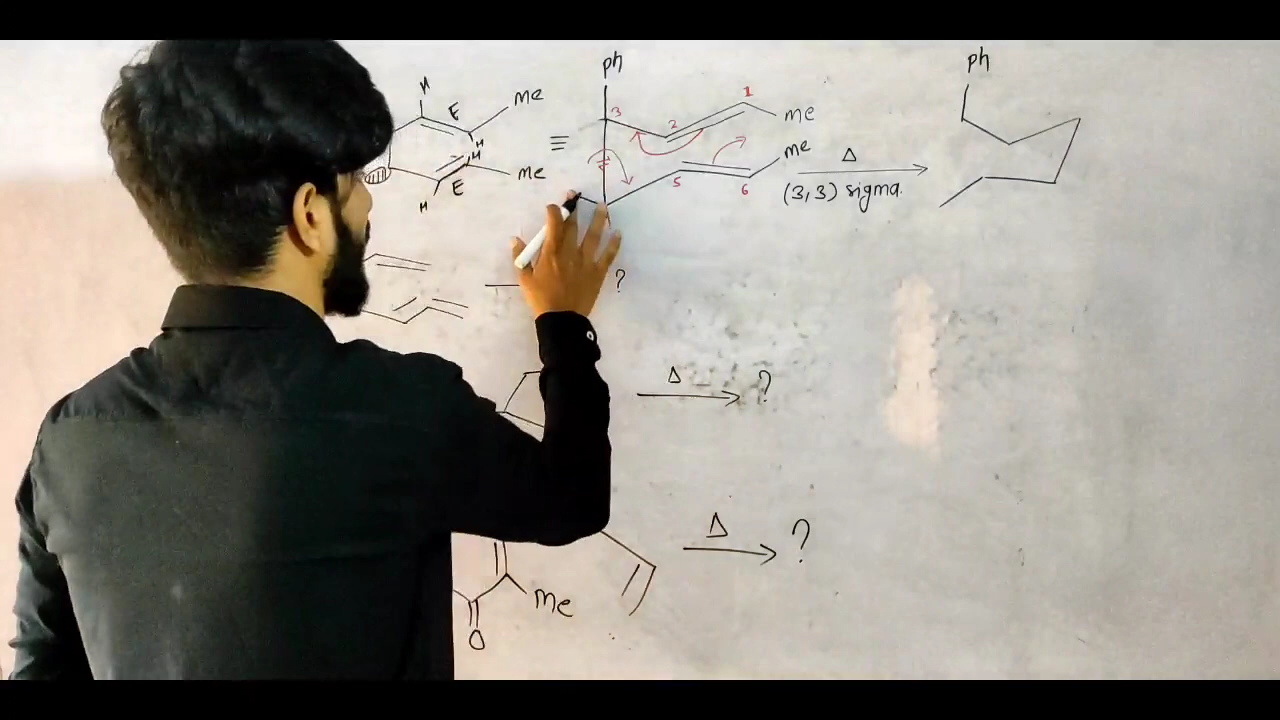 H E me
H
H
E me
H
≡
ph
3 2 1 me
me
5 6
Δ
(3,3) sigma.
ph
?
Δ
?
Me
O
Δ
?